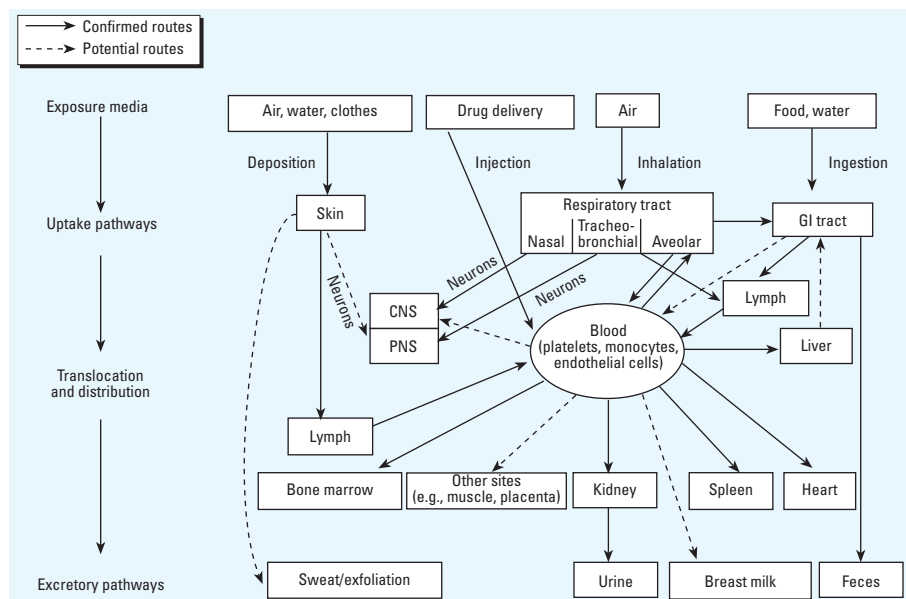 Confirmed routes
Potential routes
Exposure media
Air, water, clothes
Drug delivery
Air
Food, water
Deposition
Injection
Inhalation
Ingestion
Uptake pathways
Skin
Respiratory tract
Nasal
Tracheo-
bronchial
Aveolar
GI tract
Neurons
Neurons
Neurons
Lymph
CNS
PNS
Blood
(platelets, monocytes,
endothelial cells)
Liver
Translocation
and distribution
Lymph
Bone marrow
Other sites
(e.g., muscle, placenta)
Kidney
Spleen
Heart
Excretory pathways
Sweat/exfoliation
Urine
Breast milk
Feces